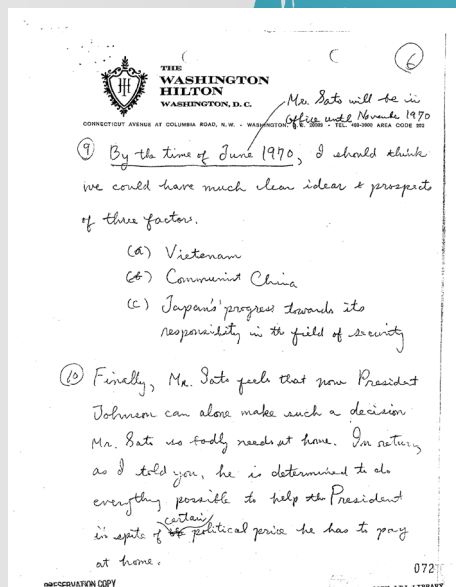 6
THE
WASHINGTON
HILTON
WASHINGTON, D.C.
Mr. Sato will be in
office until November 1970
CONNECTICUT AVENUE AT COLUMBIA ROAD, N.W. • WASHINGTON, D.C. 20009 • TEL. 483-3000 AREA CODE 202
9 By the time of June 1970, I should think
we could have much clear idear & prospects
of three factors.
(a) Vietenam
(b) Communist China
(c) Japan's progress towards its
responsibility in the field of security
10 Finally, Mr. Sato feels that now President
Johnson can alone make such a decision
Mr. Sato so badly needs at home. In return,
as I told you, he is determined to do
everything possible to help the President
in spite of certain political price he has to pay
at home.
072
PRESERVATION COPY
LIBRARY